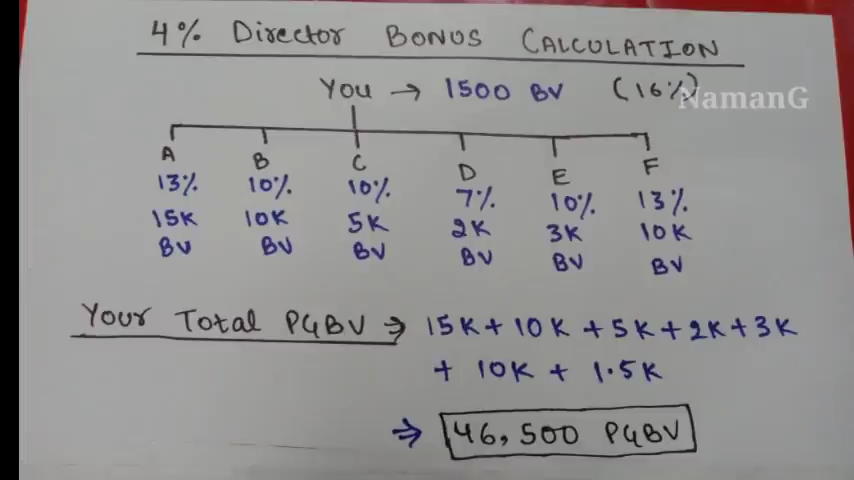 4% Director BONUS CALCULATION
You → 1500 BV (16%)
NamanG
A B C D E F
13% 10% 10% 7% 10% 13%
15K 10K 5K 2K 3K 10K
BV BV BV BV BV BV
Your Total PGBV ⇒ 15K + 10K + 5K + 2K + 3K
+ 10K + 1.5K
⇒ 46,500 PGBV